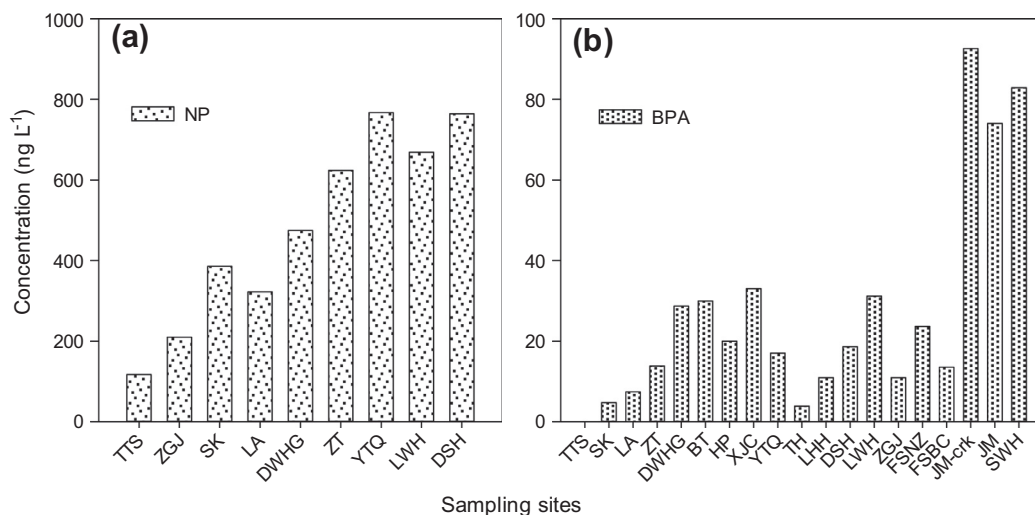 (a)
NP
Concentration (ng L-1)
1000
800
600
400
200
0
TTS
ZGJ
SK
LA
DWHG
ZT
YTQ
LWH
DSH
(b)
BPA
100
80
60
40
20
0
TTS
SK
LA
ZT
DWHG
BT
HP
XJC
YTQ
TH
LHH
DSH
LWH
ZGJ
FSNZ
FSBC
JM-crk
JM
SWH
Sampling sites